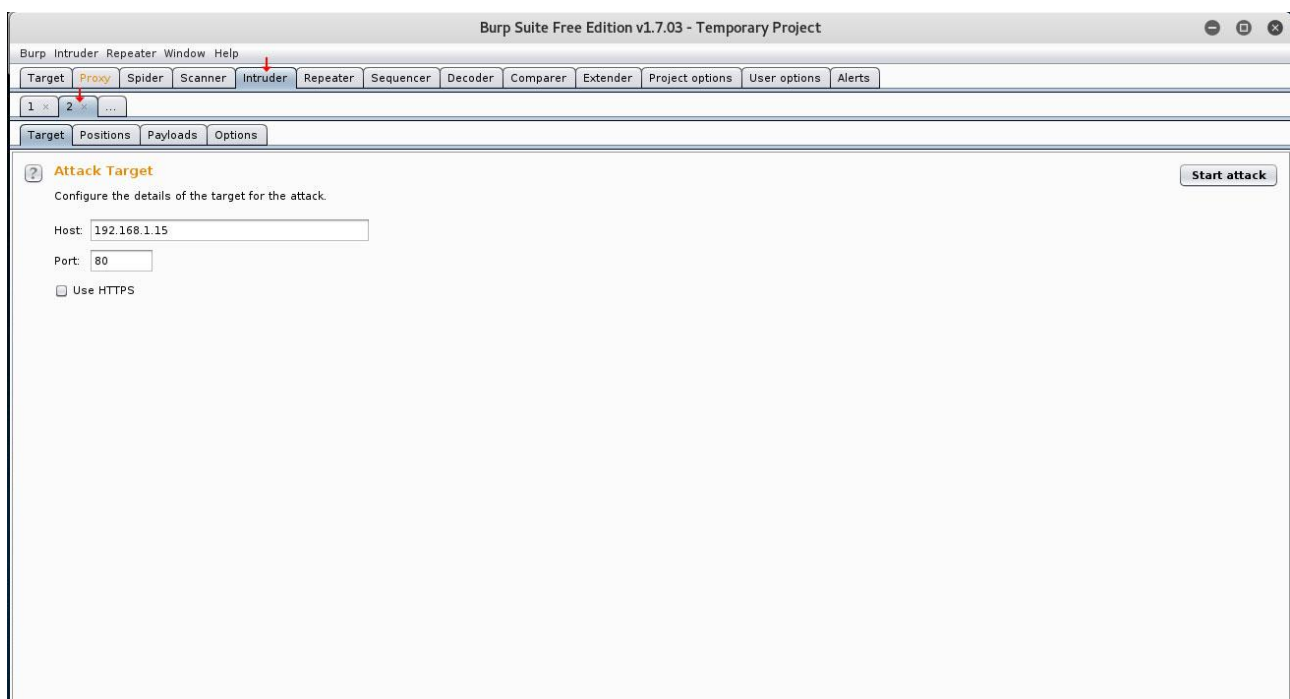 Burp Suite Free Edition v1.7.03 - Temporary Project
Burp Intruder Repeater Window Help
Target Proxy Spider Scanner Intruder Repeater Sequencer Decoder Comparer Extender Project options User options Alerts
1 × 2 × ...
Target Positions Payloads Options
? Attack Target
Start attack
Configure the details of the target for the attack.
Host: 192.168.1.15
Port: 80
Use HTTPS